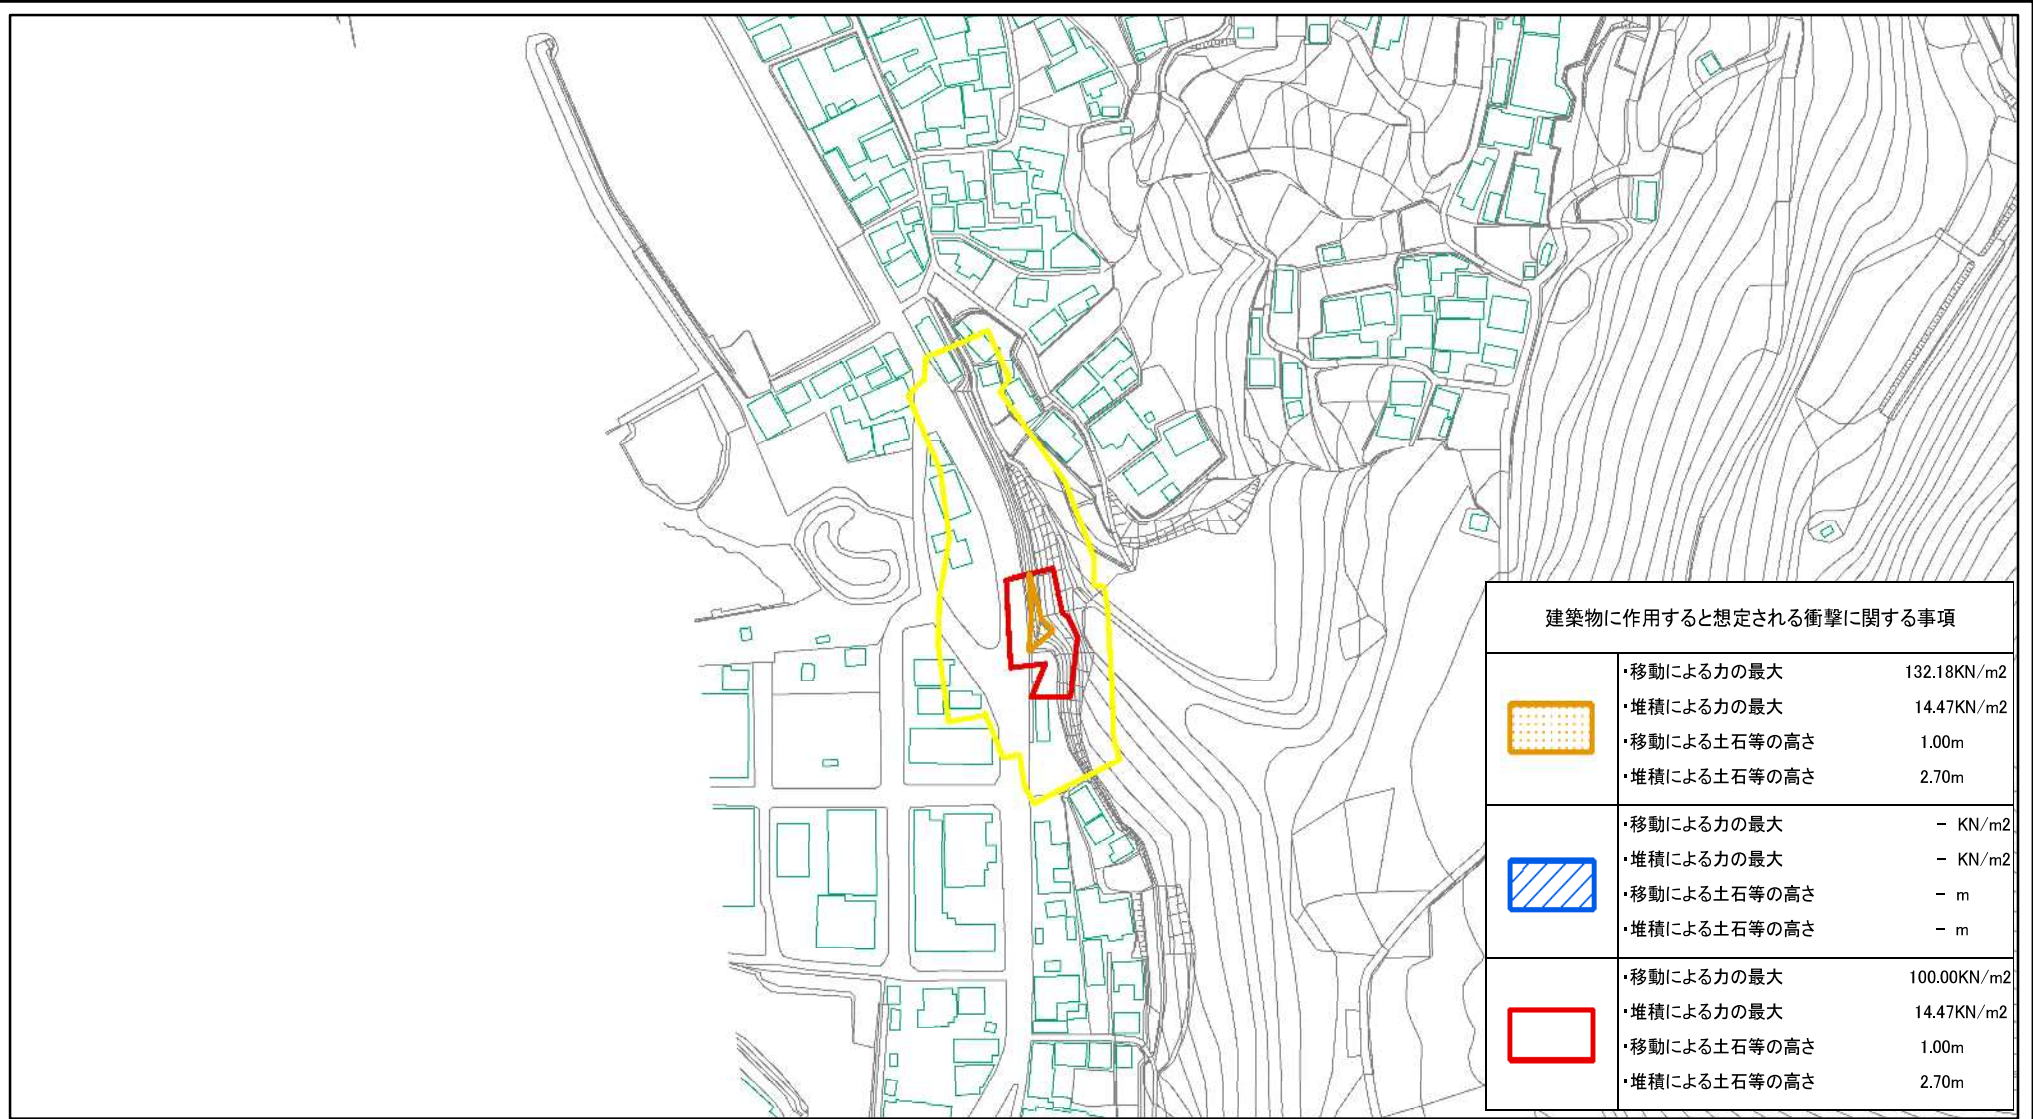 建築物に作用すると想定される衝撃に関する事項
・移動による力の最大 132.18KN/m2
・堆積による力の最大 14.47KN/m2
・移動による土石等の高さ 1.00m
・堆積による土石等の高さ 2.70m
・移動による力の最大 － KN/m2
・堆積による力の最大 － KN/m2
・移動による土石等の高さ － m
・堆積による土石等の高さ － m
・移動による力の最大 100.00KN/m2
・堆積による力の最大 14.47KN/m2
・移動による土石等の高さ 1.00m
・堆積による土石等の高さ 2.70m